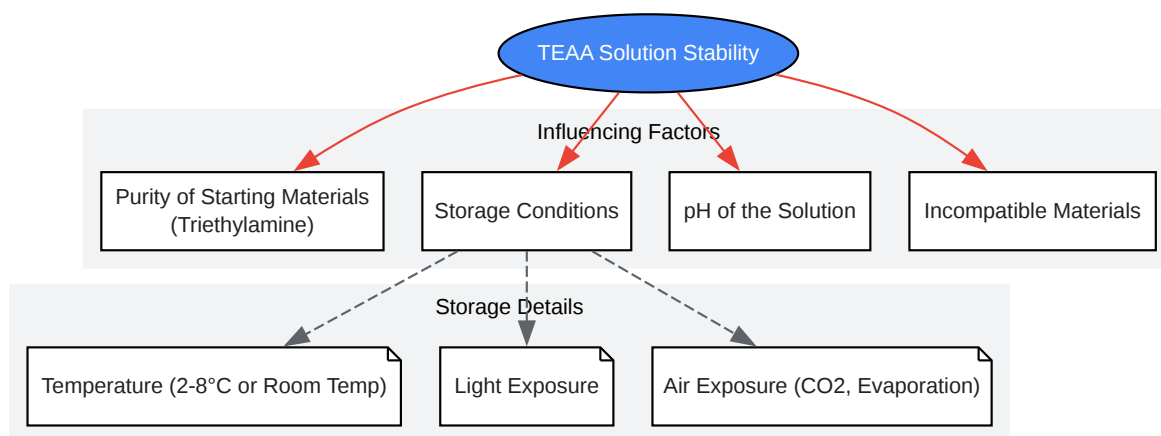 TEAA Solution Stability
Influencing Factors
Purity of Starting Materials
(Triethylamine)
Storage Conditions
pH of the Solution
Incompatible Materials
Storage Details
Temperature (2-8°C or Room Temp)
Light Exposure
Air Exposure (CO2, Evaporation)